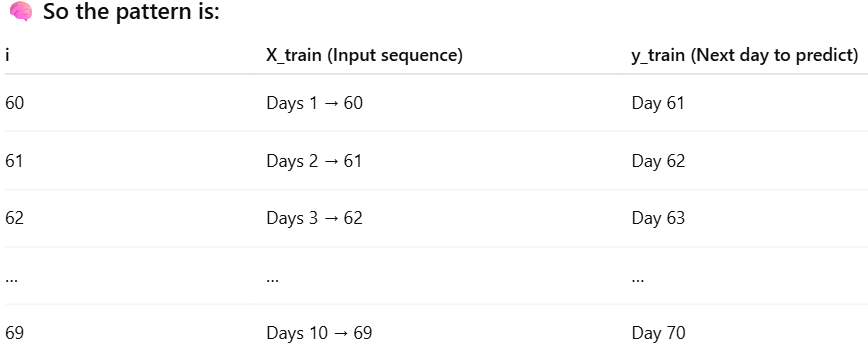 🧠 So the pattern is:
i X_train (Input sequence) y_train (Next day to predict)
60 Days 1 → 60 Day 61
61 Days 2 → 61 Day 62
62 Days 3 → 62 Day 63
... ... ...
69 Days 10 → 69 Day 70